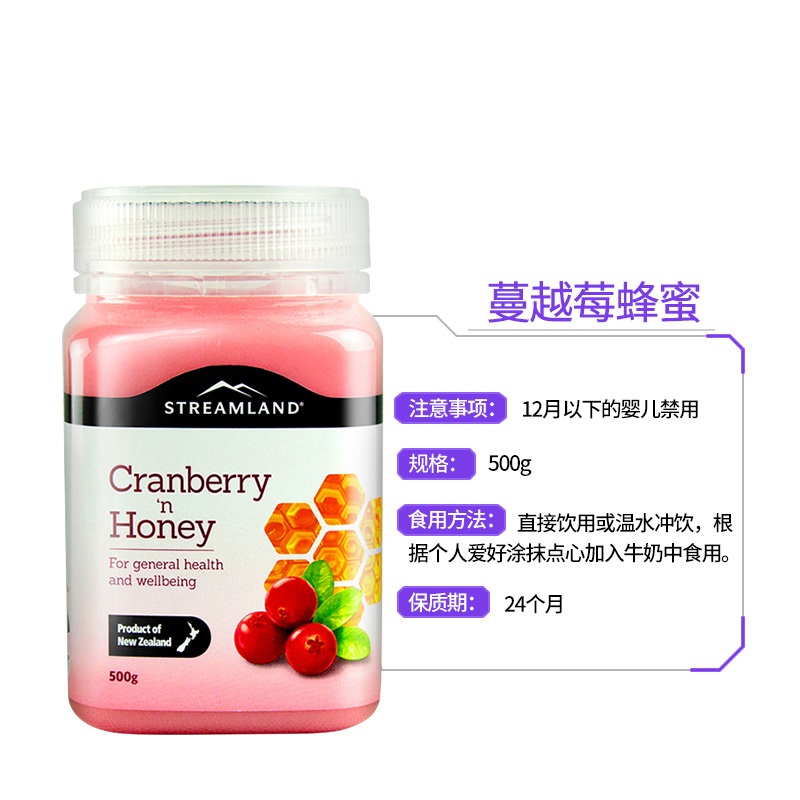 STREAMLAND®
Cranberry
'n
Honey
For general health
and wellbeing
Product of
New Zealand
500g
蔓越莓蜂蜜
注意事项： 12月以下的婴儿禁用
规格： 500g
食用方法： 直接饮用或温水冲饮，根
据个人爱好涂抹点心加入牛奶中食用。
保质期： 24个月